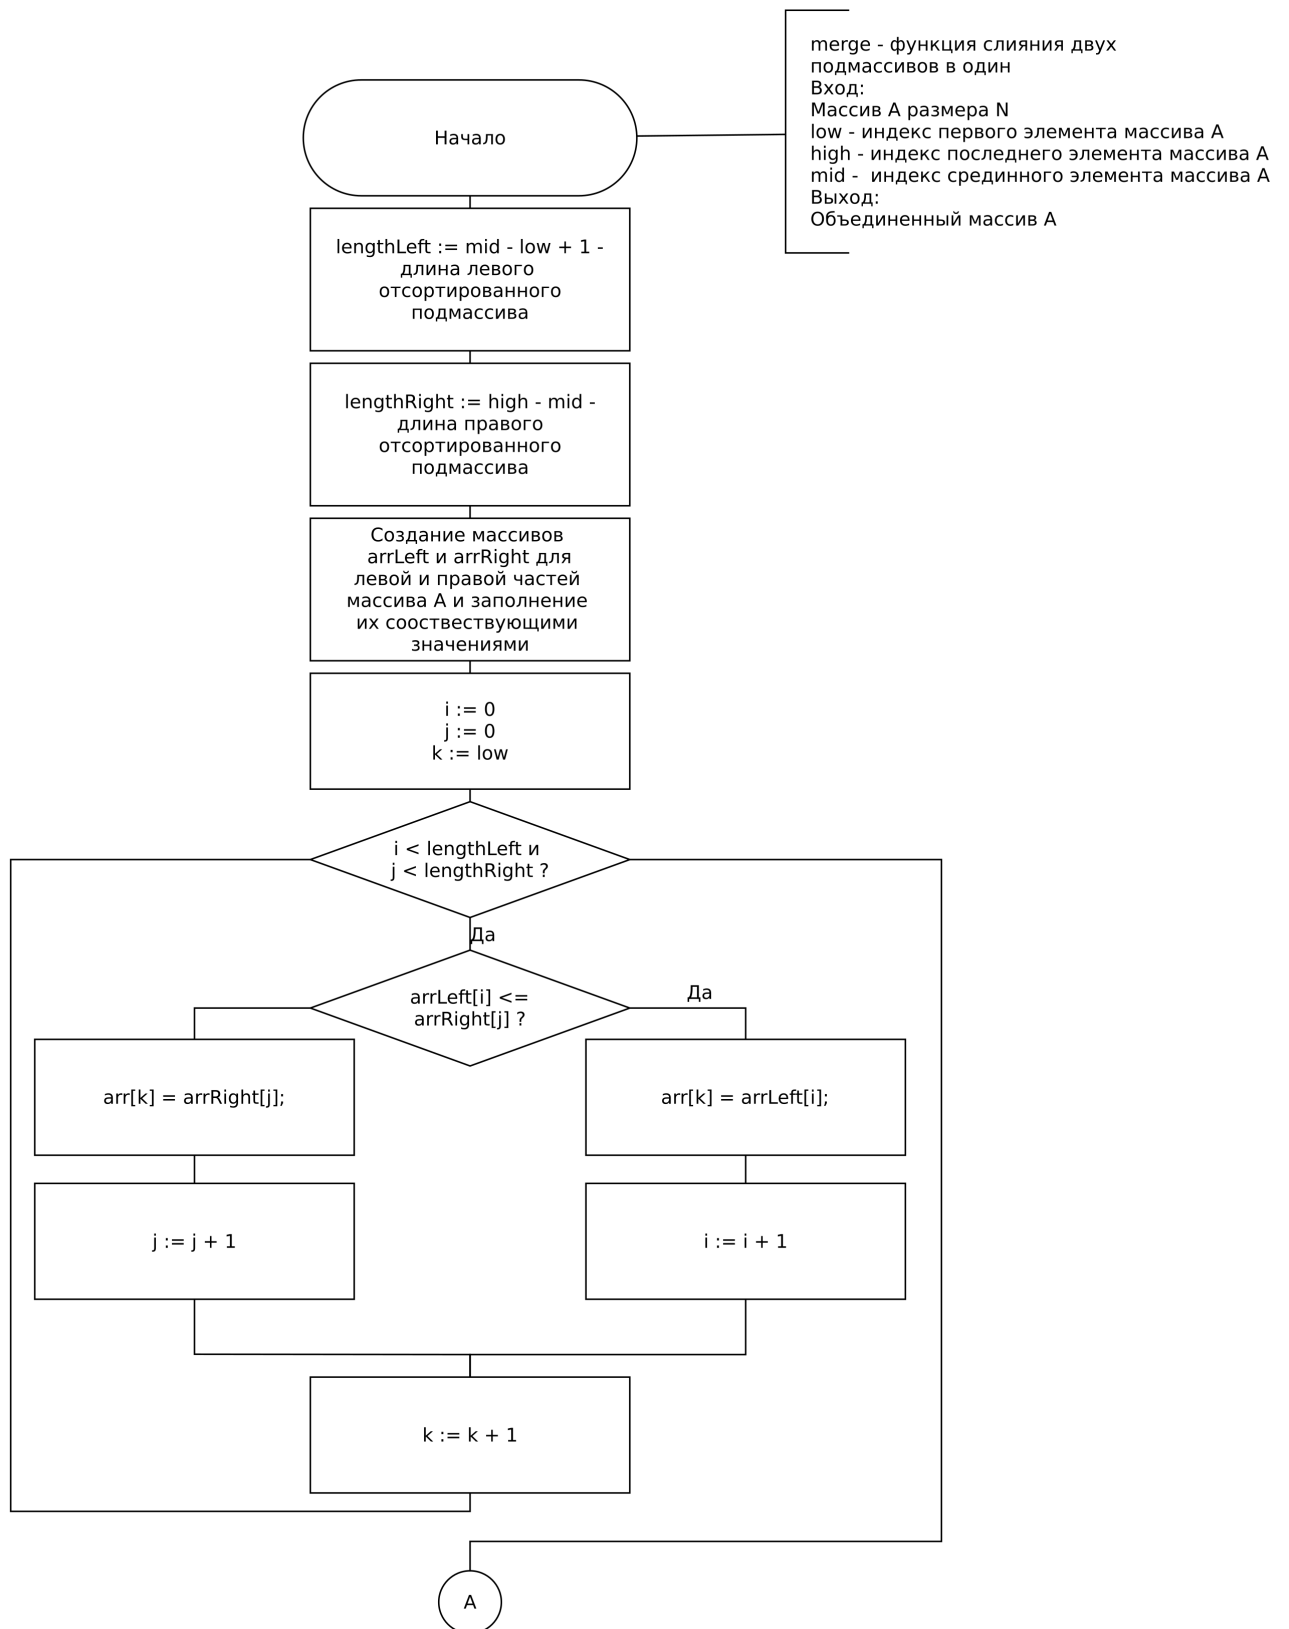 merge - функция слияния двух
подмассивов в один
Вход:
Массив А размера N
low - индекс первого элемента массива А
high - индекс последнего элемента массива А
mid -  индекс срединного элемента массива А
Выход:
Объединенный массив А
Начало
lengthLeft := mid - low + 1 -
длина левого
отсортированного
подмассива
lengthRight := high - mid -
длина правого
отсортированного
подмассива
Создание массивов
arrLeft и arrRight для
левой и правой частей
массива А и заполнение
их сооствествующими
значениями
i := 0
j := 0
k := low
i < lengthLeft и
j < lengthRight ?
Да
arrLeft[i] <=
arrRight[j] ?
Да
arr[k] = arrRight[j];
arr[k] = arrLeft[i];
j := j + 1
i := i + 1
k := k + 1
А